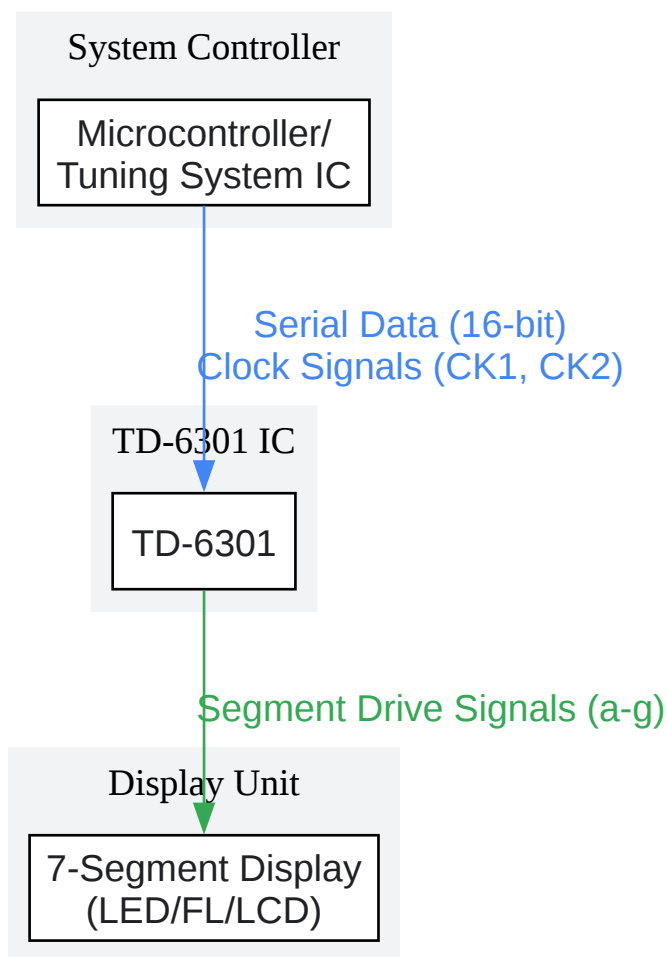 System Controller
Microcontroller/
Tuning System IC
Serial Data (16-bit)
Clock Signals (CK1, CK2)
TD-6301 IC
TD-6301
Segment Drive Signals (a-g)
Display Unit
7-Segment Display
(LED/FL/LCD)